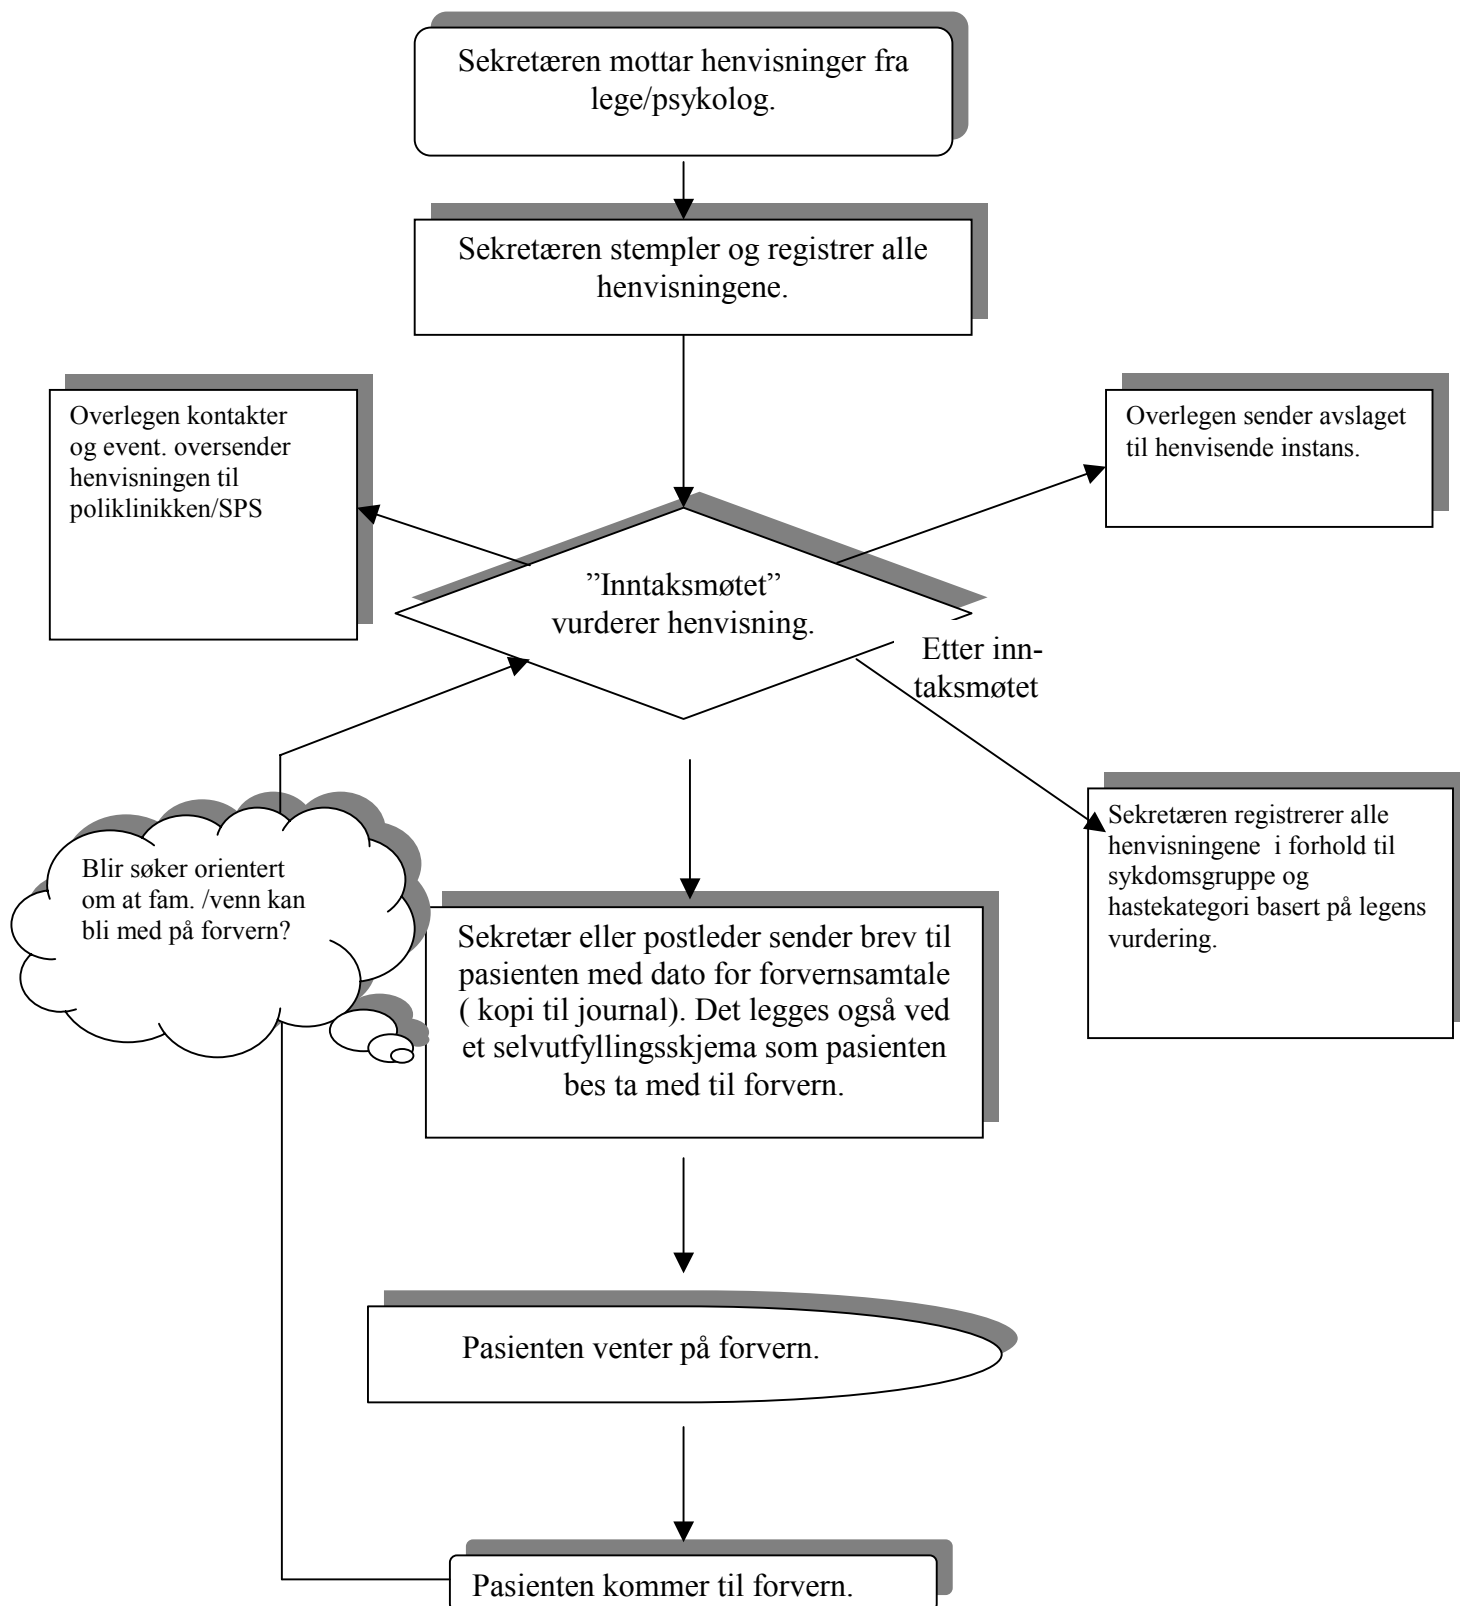 Sekretæren mottar henvisninger fra
lege/psykolog.
Sekretæren stempler og registrer alle
henvisningene.
Overlegen kontakter
og event. oversender
henvisningen til
poliklinikken/SPS
Overlegen sender avslaget
til henvisende instans.
”Inntaksmøtet”
vurderer henvisning.
Etter inn-
taksmøtet
Sekretæren registrerer alle
henvisningene i forhold til
sykdomsgruppe og
hastekategori basert på legens
vurdering.
Blir søker orientert
om at fam. /venn kan
bli med på forvern?
Sekretær eller postleder sender brev til
pasienten med dato for forvernsamtale
( kopi til journal). Det legges også ved
et selvutfyllingsskjema som pasienten
bes ta med til forvern.
Pasienten venter på forvern.
Pasienten kommer til forvern.